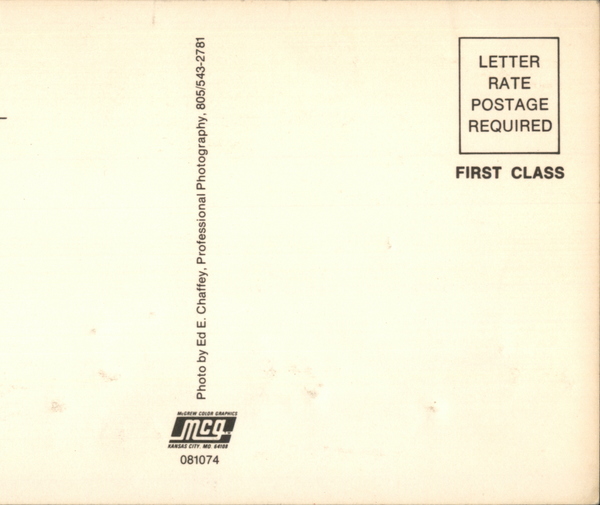 LETTER
RATE
POSTAGE
REQUIRED
FIRST CLASS
Photo by Ed E. Chaffey, Professional Photography, 805/543-2781
McGREW COLOR GRAPHICS
mcg
KANSAS CITY, MO 64108
081074